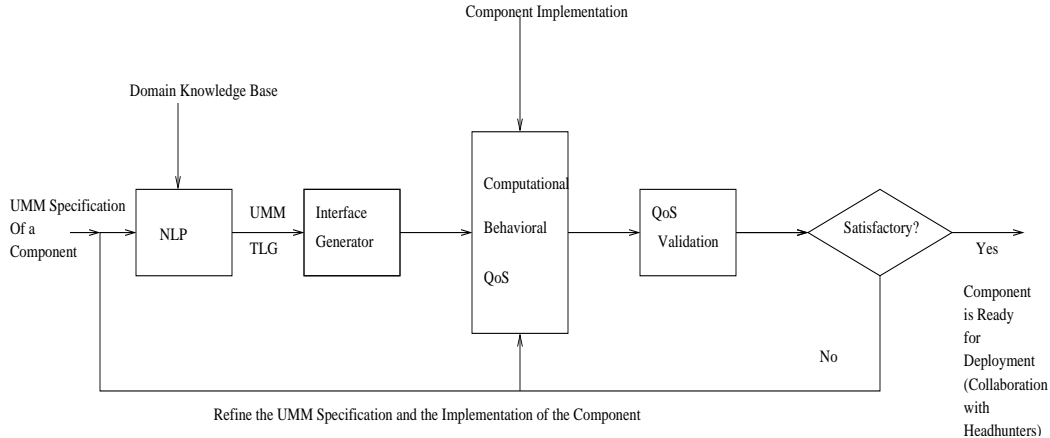 Component Implementation
Domain Knowledge Base
UMM Specification
Of a
Component
NLP
UMM
TLG
Interface
Generator
Computational
Behavioral
QoS
QoS
Validation
Satisfactory?
Yes
No
Component
is Ready
for
Deployment
(Collaboration
with
Headhunters)
Refine the UMM Specification and the Implementation of the Component